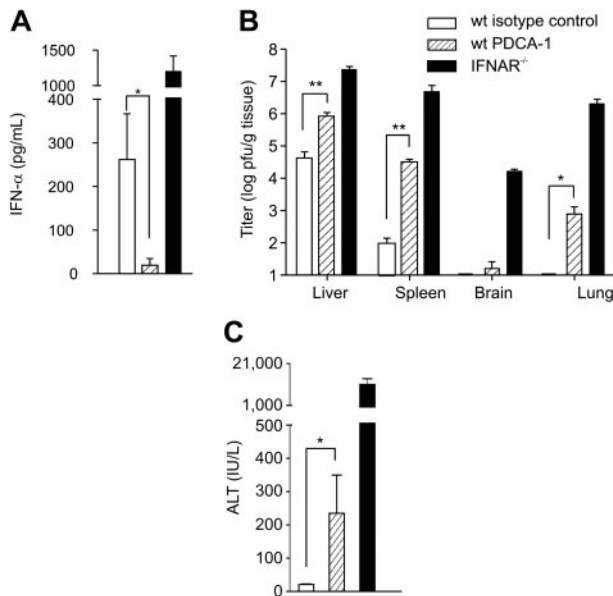 A
IFN-α (pg/mL)
1500
1000
400
300
200
100
0
*
B
wt isotype control
wt PDCA-1
IFNAR-/-
Titer (log pfu/g tissue)
8
7
6
5
4
3
2
1
**
**
*
Liver Spleen Brain Lung
C
ALT (IU/L)
21,000
1,000
500
400
300
200
100
0
*